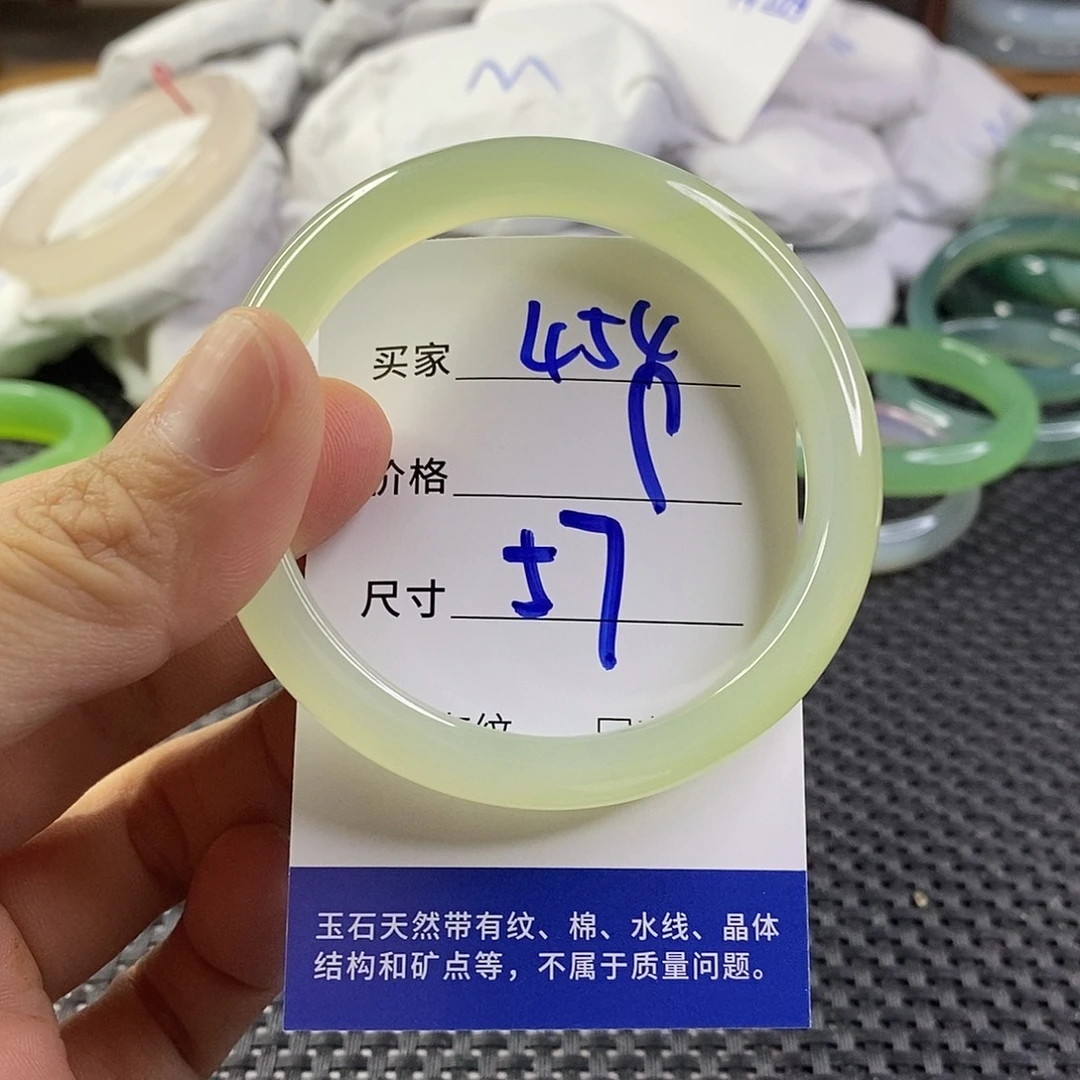 M
买家 454
价格
尺寸 57
玉石天然带有纹、棉、水线、晶体
结构和矿点等，不属于质量问题。